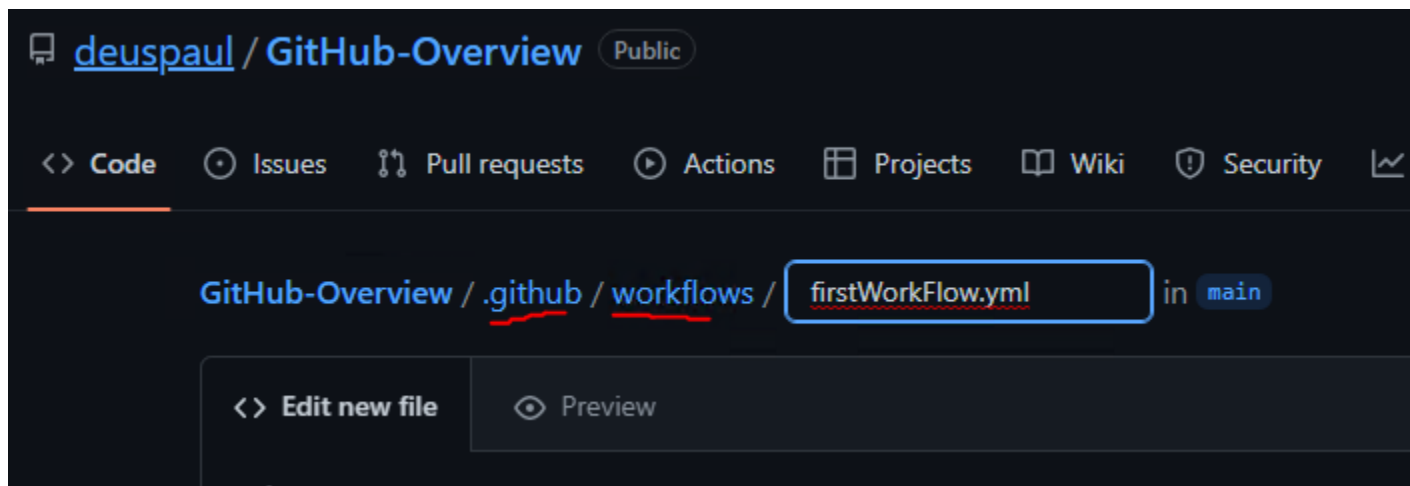 deuspaul / GitHub-Overview Public
<> Code Issues Pull requests Actions Projects Wiki Security
GitHub-Overview / .github / workflows / firstWorkFlow.yml in main
<> Edit new file Preview